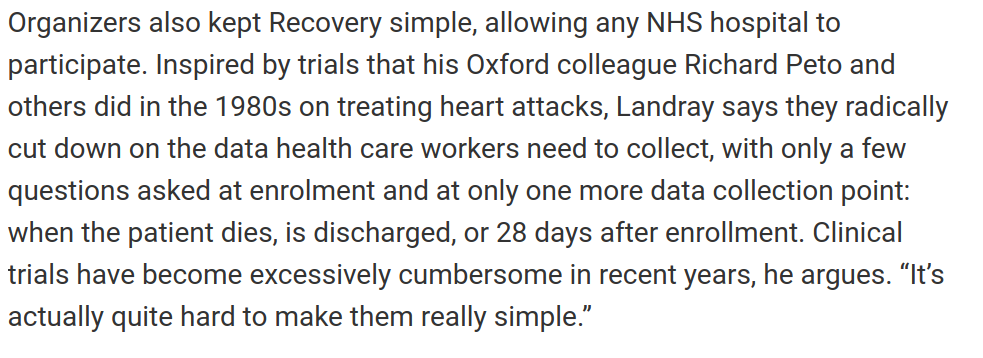 Organizers also kept Recovery simple, allowing any NHS hospital to
participate. Inspired by trials that his Oxford colleague Richard Peto and
others did in the 1980s on treating heart attacks, Landray says they radically
cut down on the data health care workers need to collect, with only a few
questions asked at enrolment and at only one more data collection point:
when the patient dies, is discharged, or 28 days after enrollment. Clinical
trials have become excessively cumbersome in recent years, he argues. “It’s
actually quite hard to make them really simple.”